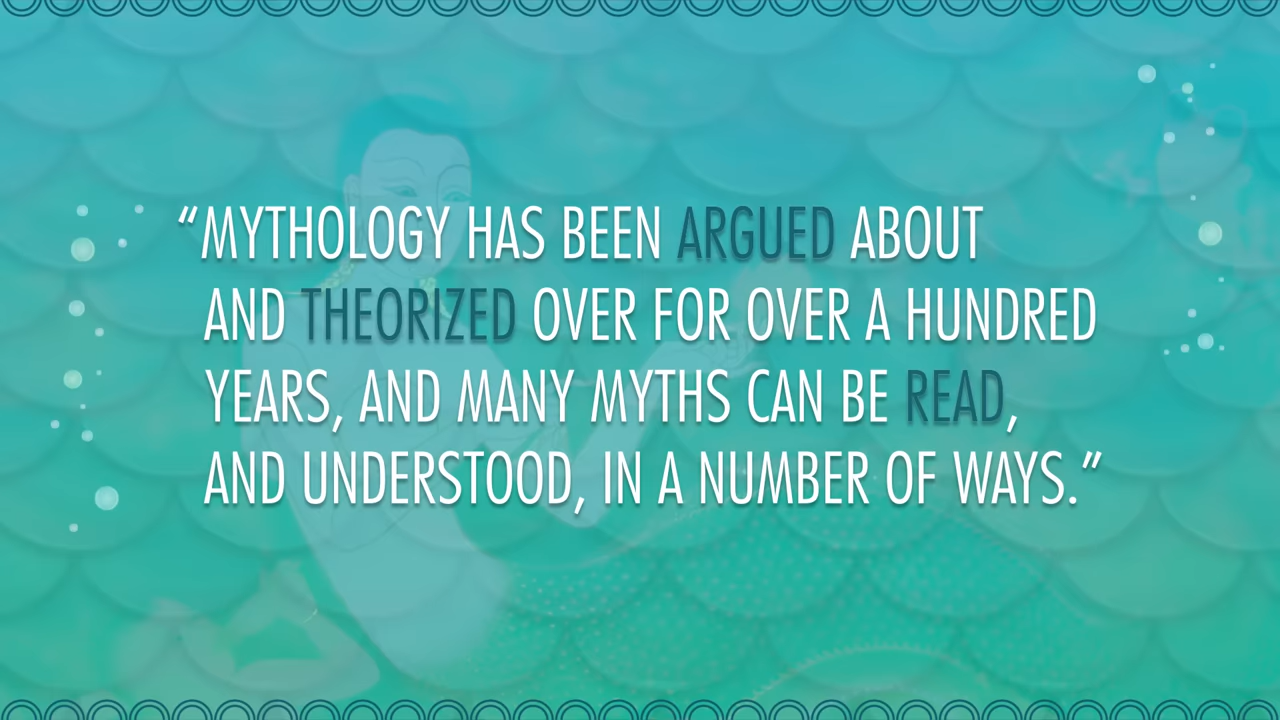 “MYTHOLOGY HAS BEEN ARGUED ABOUT
AND THEORIZED OVER FOR OVER A HUNDRED
YEARS, AND MANY MYTHS CAN BE READ,
AND UNDERSTOOD, IN A NUMBER OF WAYS.”